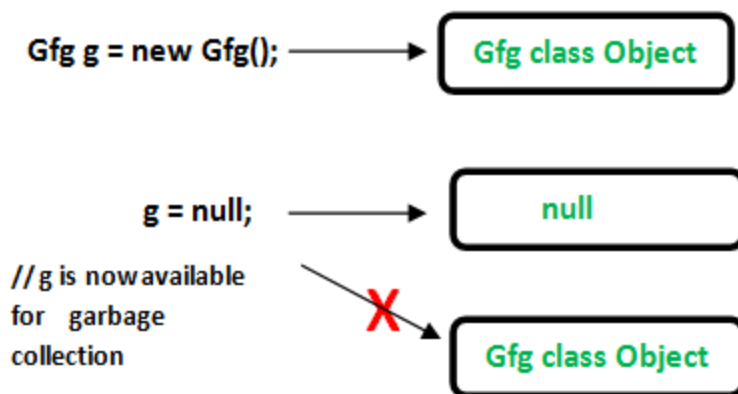 Gfg g = new Gfg();
Gfg class Object
g = null;
null
// g is now available
for garbage
collection
X
Gfg class Object